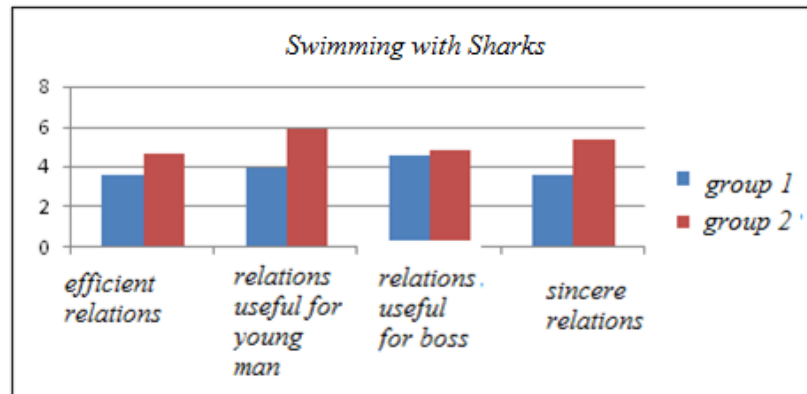 Swimming with Sharks
8
6
4
2
0
efficient
relations
relations
useful for
young
man
relations
useful
for boss
sincere
relations
group 1
group 2